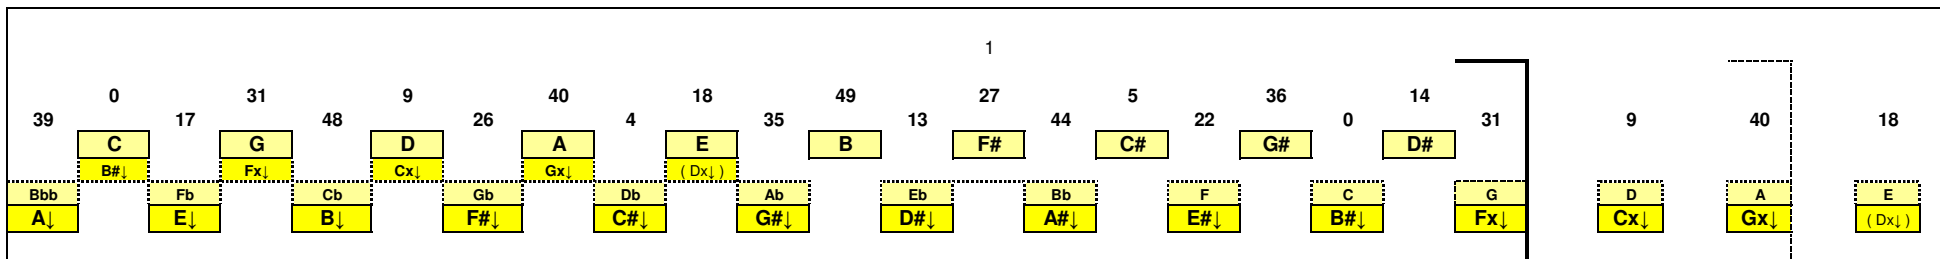 1
0 31 9 40 18 49 27 5 36 14
39 17 48 26 4 35 13 44 22 0 31 9 40 18
C G D A E B F# C# G# D#
B#↓ Fx↓ Cx↓ Gx↓ ( Dx↓ )
Bbb Fb Cb Gb Db Ab Eb Bb F C G D A E
A↓ E↓ B↓ F#↓ C#↓ G#↓ D#↓ A#↓ E#↓ B#↓ Fx↓ Cx↓ Gx↓ ( Dx↓ )